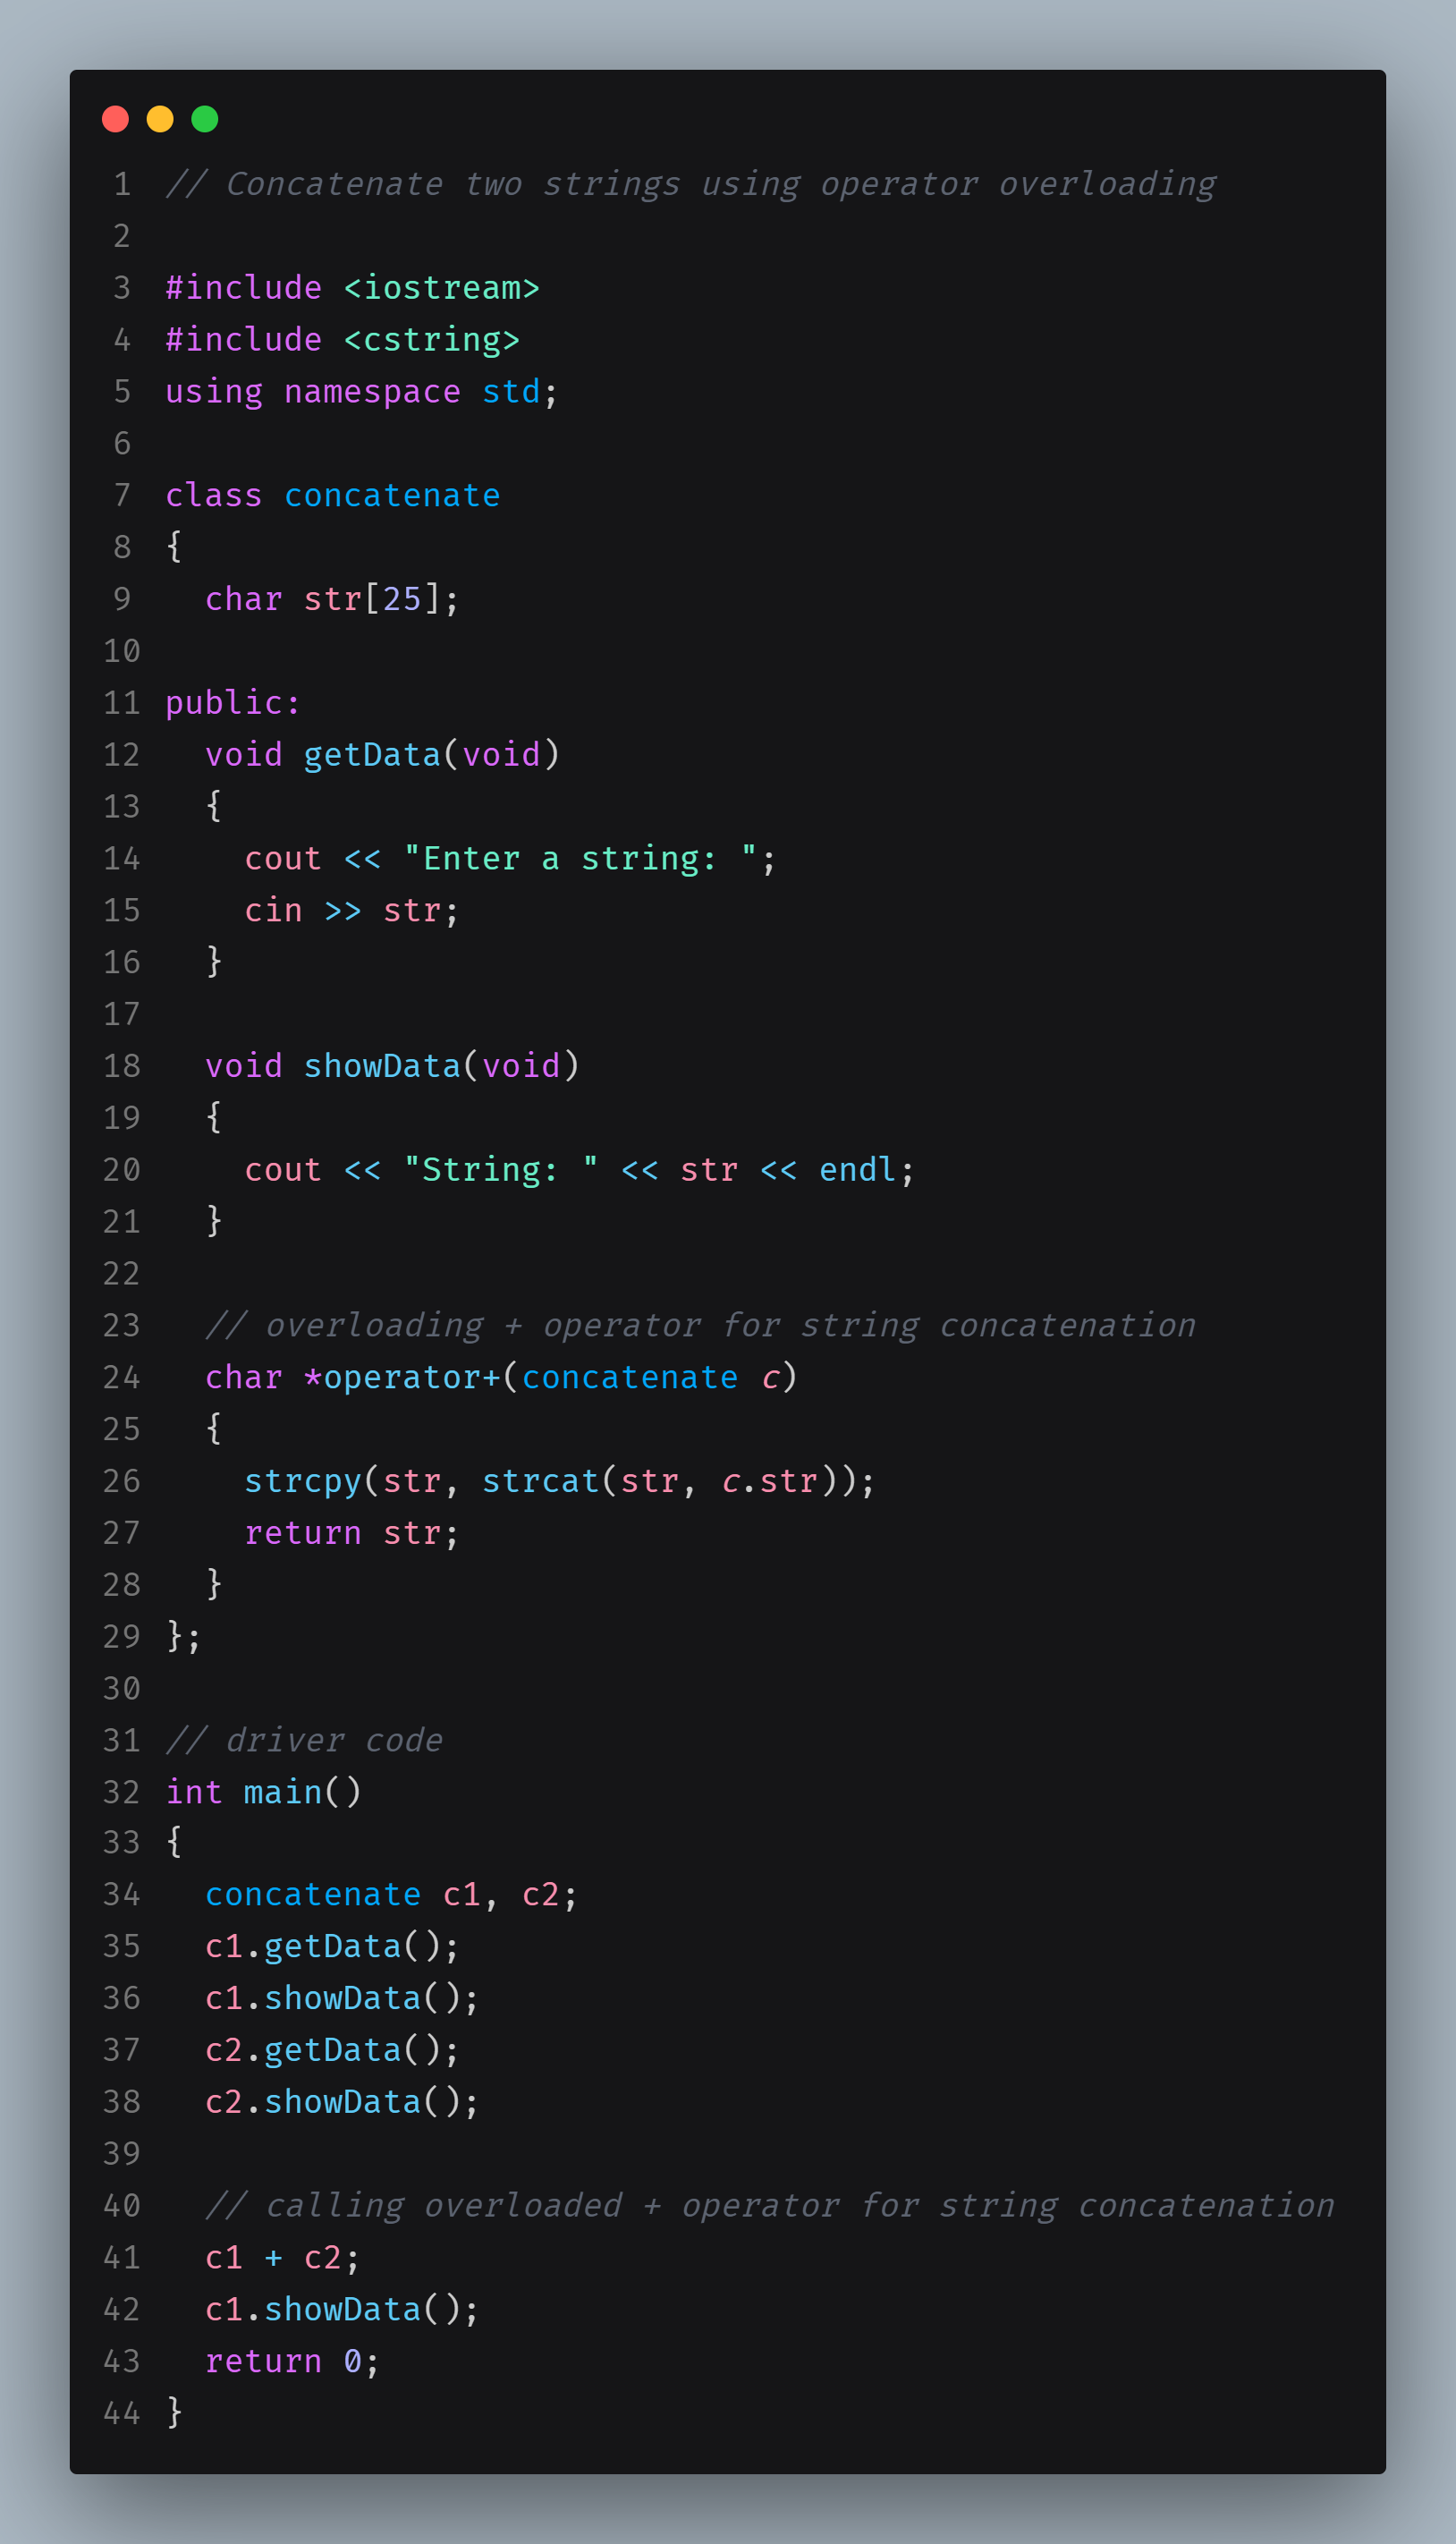 1 // Concatenate two strings using operator overloading
2
3 #include <iostream>
4 #include <cstring>
5 using namespace std;
6
7 class concatenate
8 {
9   char str[25];
10
11 public:
12   void getData(void)
13   {
14     cout << "Enter a string: ";
15     cin >> str;
16   }
17
18   void showData(void)
19   {
20     cout << "String: " << str << endl;
21   }
22
23   // overloading + operator for string concatenation
24   char *operator+(concatenate c)
25   {
26     strcpy(str, strcat(str, c.str));
27     return str;
28   }
29 };
30
31 // driver code
32 int main()
33 {
34   concatenate c1, c2;
35   c1.getData();
36   c1.showData();
37   c2.getData();
38   c2.showData();
39
40   // calling overloaded + operator for string concatenation
41   c1 + c2;
42   c1.showData();
43   return 0;
44 }